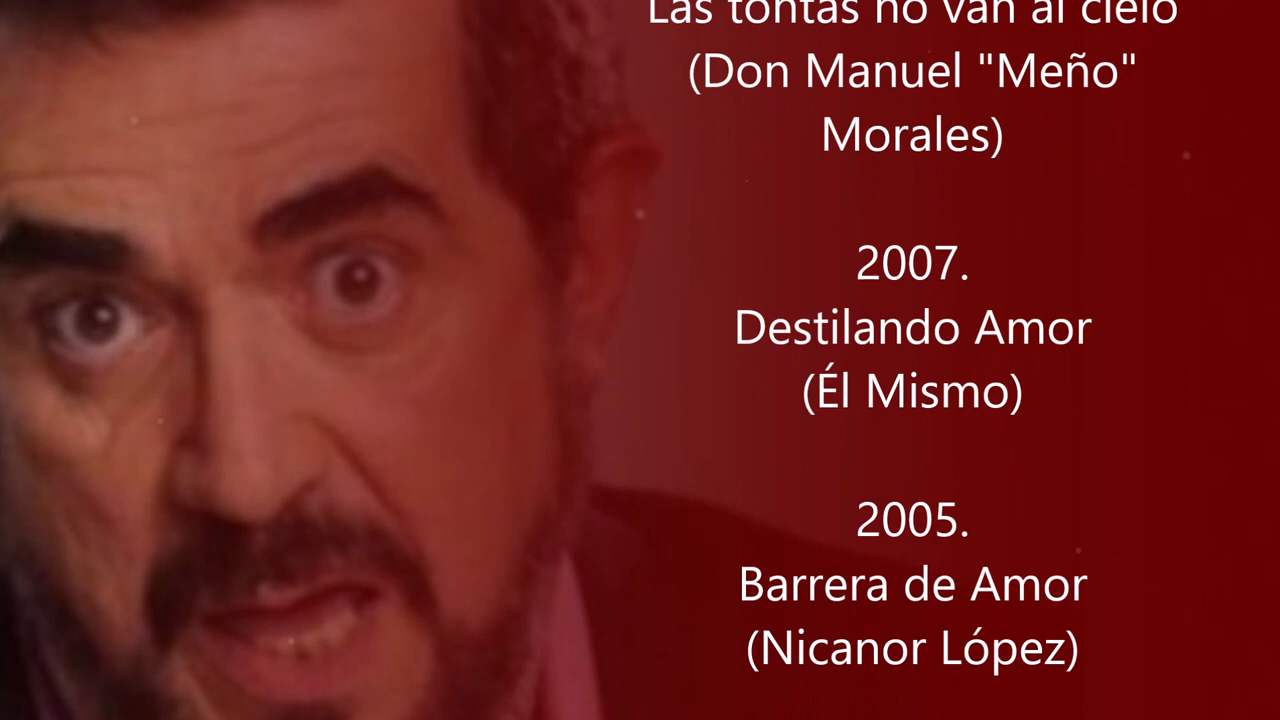 Las tontas no van al cielo
(Don Manuel "Meño"
Morales)
2007.
Destilando Amor
(Él Mismo)
2005.
Barrera de Amor
(Nicanor López)